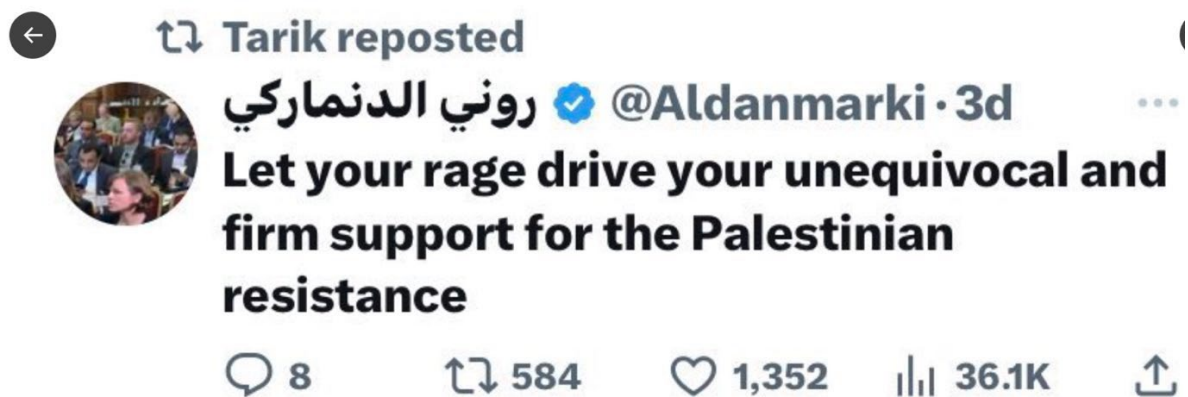 Tarik reposted
روني الدنماركي @Aldanmarki · 3d
Let your rage drive your unequivocal and
firm support for the Palestinian
resistance
8 584 1,352 36.1K